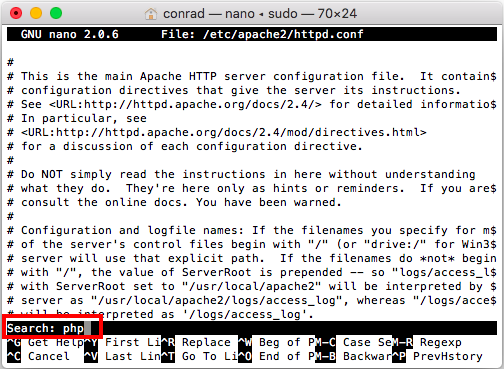 conrad — nano ◂ sudo — 70×24
GNU nano 2.0.6 File: /etc/apache2/httpd.conf
#
# This is the main Apache HTTP server configuration file.  It contain$
# configuration directives that give the server its instructions.
# See <URL:http://httpd.apache.org/docs/2.4/> for detailed informatio$
# In particular, see
# <URL:http://httpd.apache.org/docs/2.4/mod/directives.html>
# for a discussion of each configuration directive.
#
# Do NOT simply read the instructions in here without understanding
# what they do.  They're here only as hints or reminders.  If you are$
# consult the online docs. You have been warned.
#
# Configuration and logfile names: If the filenames you specify for m$
# of the server's control files begin with "/" (or "drive:/" for Win3$
# server will use that explicit path.  If the filenames do *not* begin
# with "/", the value of ServerRoot is prepended -- so "logs/access_l$
# with ServerRoot set to "/usr/local/apache2" will be interpreted by $
# server as "/usr/local/apache2/logs/access_log", whereas "/logs/acce$
# will be interpreted as '/logs/access_log'.
Search: php
^G Get Help^Y First Li^R Replace ^W Beg of PM-C Case SeM-R Regexp
^C Cancel ^V Last Lin^T Go To Li^O End of PM-B Backwar^P PrevHstory